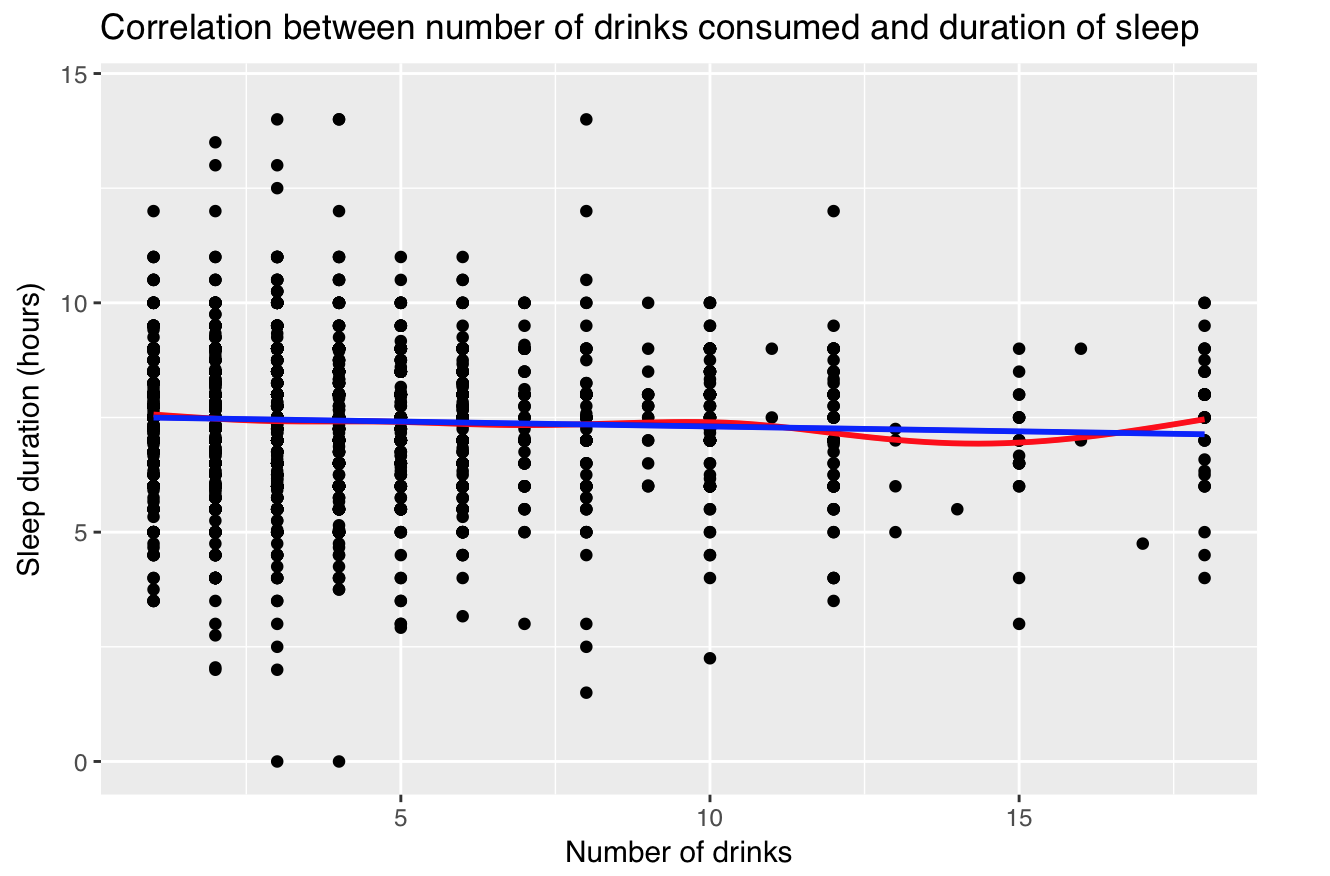 Correlation between number of drinks consumed and duration of sleep
15
10
5
0
Sleep duration (hours)
5
10
15
Number of drinks